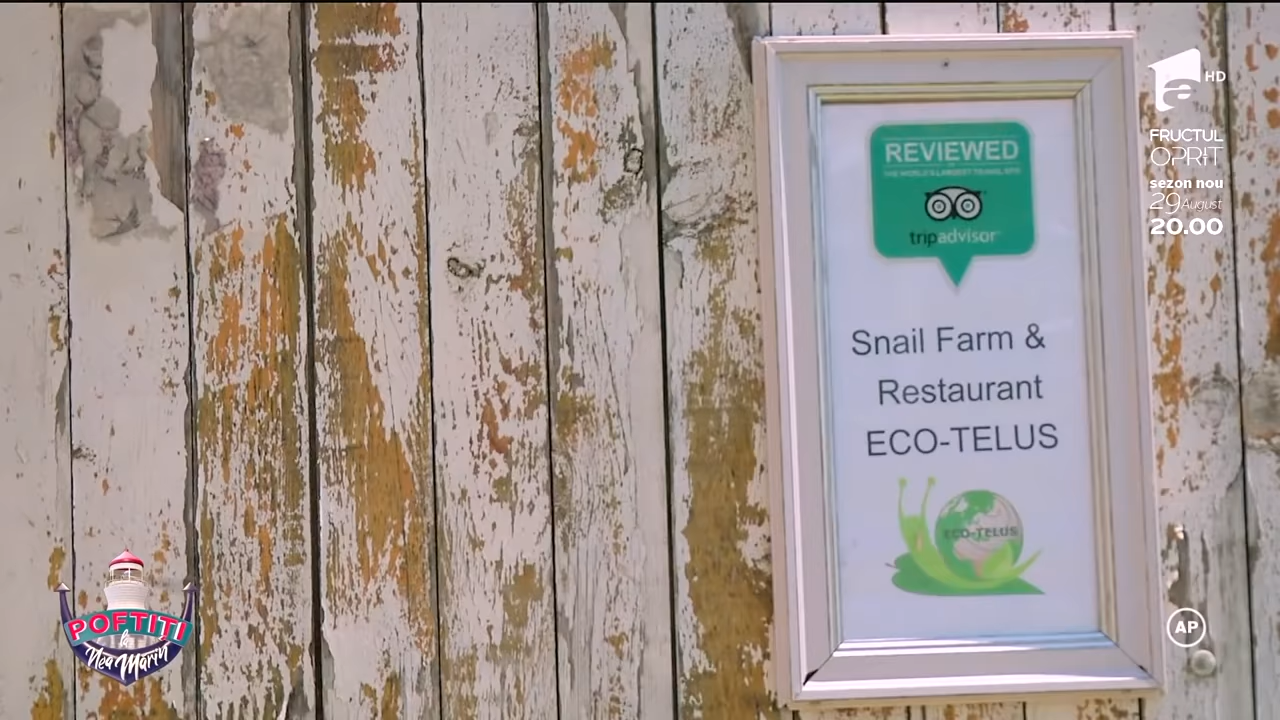 REVIEWED
THE WORLD'S LARGEST TRAVEL SITE
tripadvisor
Snail Farm &
Restaurant
ECO-TELUS
ECO-TELUS
HD
FRUCTUL
OPRIT
sezon nou
29 August
20.00
POFTITI
la
Nea Marin
AP